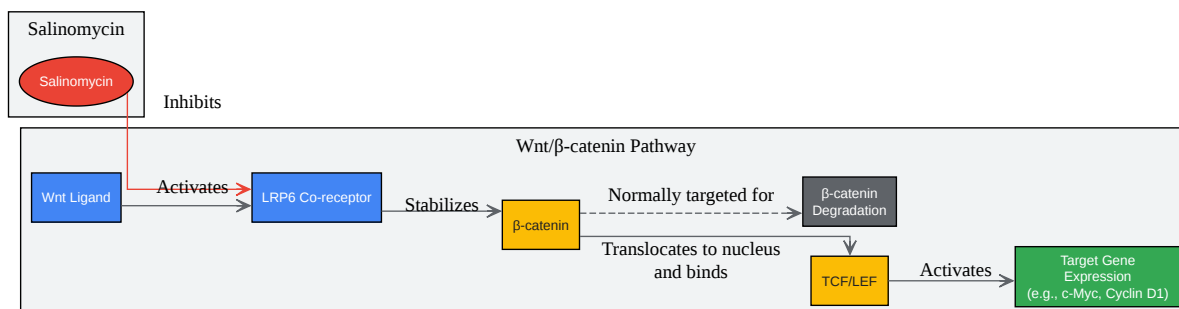 Salinomycin
Salinomycin
Inhibits
Wnt/β-catenin Pathway
Wnt Ligand
Activates
LRP6 Co-receptor
Stabilizes
β-catenin
Normally targeted for
β-catenin
Degradation
Translocates to nucleus
and binds
TCF/LEF
Activates
Target Gene
Expression
(e.g., c-Myc, Cyclin D1)